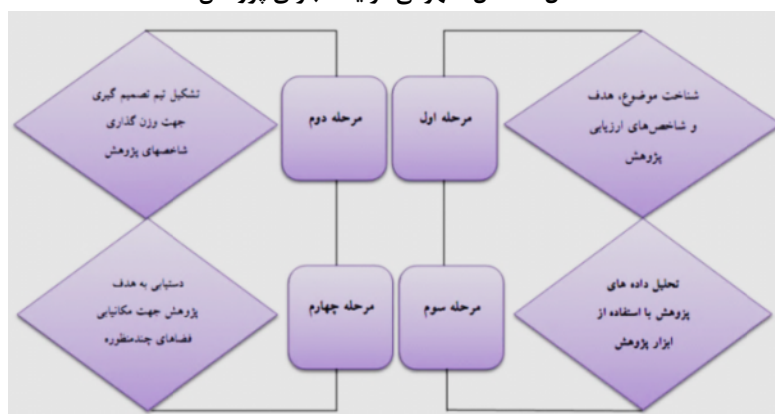 مرحله اول
شناخت موضوع، هدف
و شاخص‌های ارزیابی
پژوهش
مرحله دوم
تشکیل تیم تصمیم گیری
جهت وزن گذاری
شاخصهای پژوهش
مرحله سوم
تحلیل داده های
پژوهش با استفاده از
ابزار پژوهش
مرحله چهارم
دستیابی به هدف
پژوهش جهت مکانیابی
فضاهای چندمنظوره